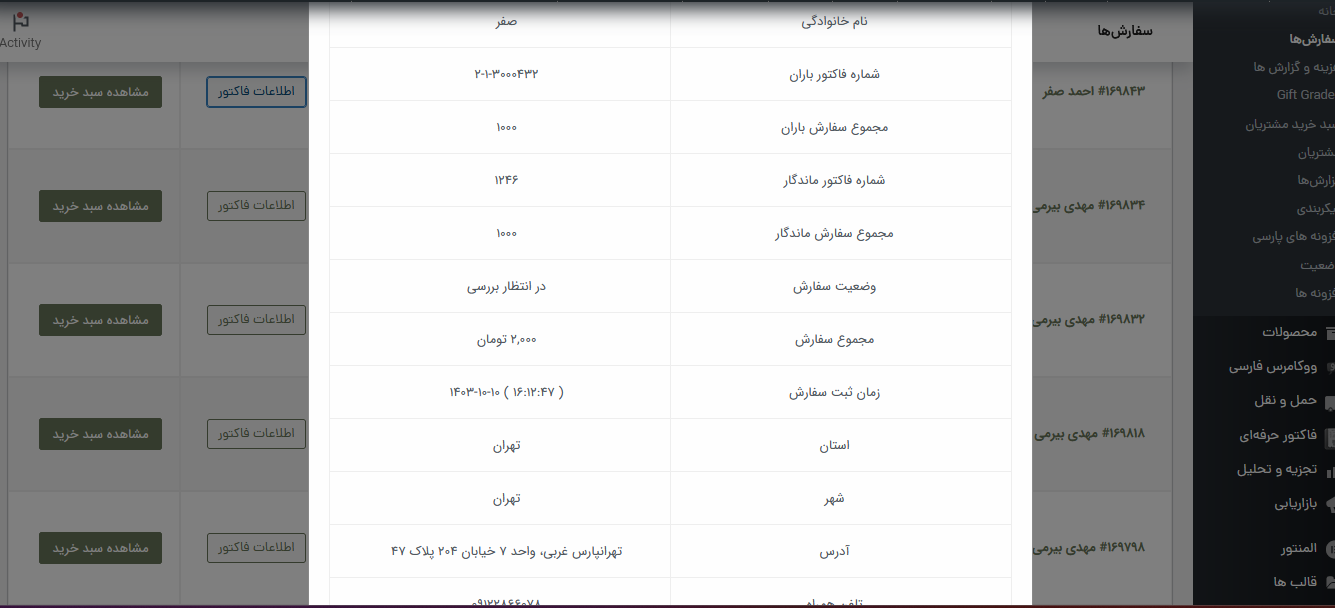 سفارش‌ها
Activity
نام خانوادگی صفر
شماره فاکتور باران ۲-۱-۳۰۰۰۴۳۲
مجموع سفارش باران ۱۰۰۰
شماره فاکتور ماندگار ۱۲۴۶
مجموع سفارش ماندگار ۱۰۰۰
وضعیت سفارش در انتظار بررسی
مجموع سفارش ۲,۰۰۰ تومان
زمان ثبت سفارش ۱۴۰۳-۱۰-۱۰ ( ۱۶:۱۲:۴۷ )
استان تهران
شهر تهران
آدرس تهرانپارس غربی، واحد ۷ خیابان ۲۰۴ پلاک ۴۷
تلفن همراه ۰۹۱۲۲۸۶۶۰۷۸
#۱۶۹۸۴۳ احمد صفر اطلاعات فاکتور مشاهده سبد خرید
#۱۶۹۸۳۴ مهدی بیرمی اطلاعات فاکتور مشاهده سبد خرید
#۱۶۹۸۳۲ مهدی بیرمی اطلاعات فاکتور مشاهده سبد خرید
#۱۶۹۸۱۸ مهدی بیرمی اطلاعات فاکتور مشاهده سبد خرید
#۱۶۹۷۹۸ مهدی بیرمی اطلاعات فاکتور مشاهده سبد خرید
سفارش‌ها
هزینه و گزارش ها
Gift Grade
سبد خرید مشتریان
مشتریان
گزارش‌ها
پیکربندی
افزونه های پارسی
وضعیت
افزونه ها
محصولات
ووکامرس فارسی
حمل و نقل
فاکتور حرفه‌ای
تجزیه و تحلیل
بازاریابی
المنتور
قالب ها